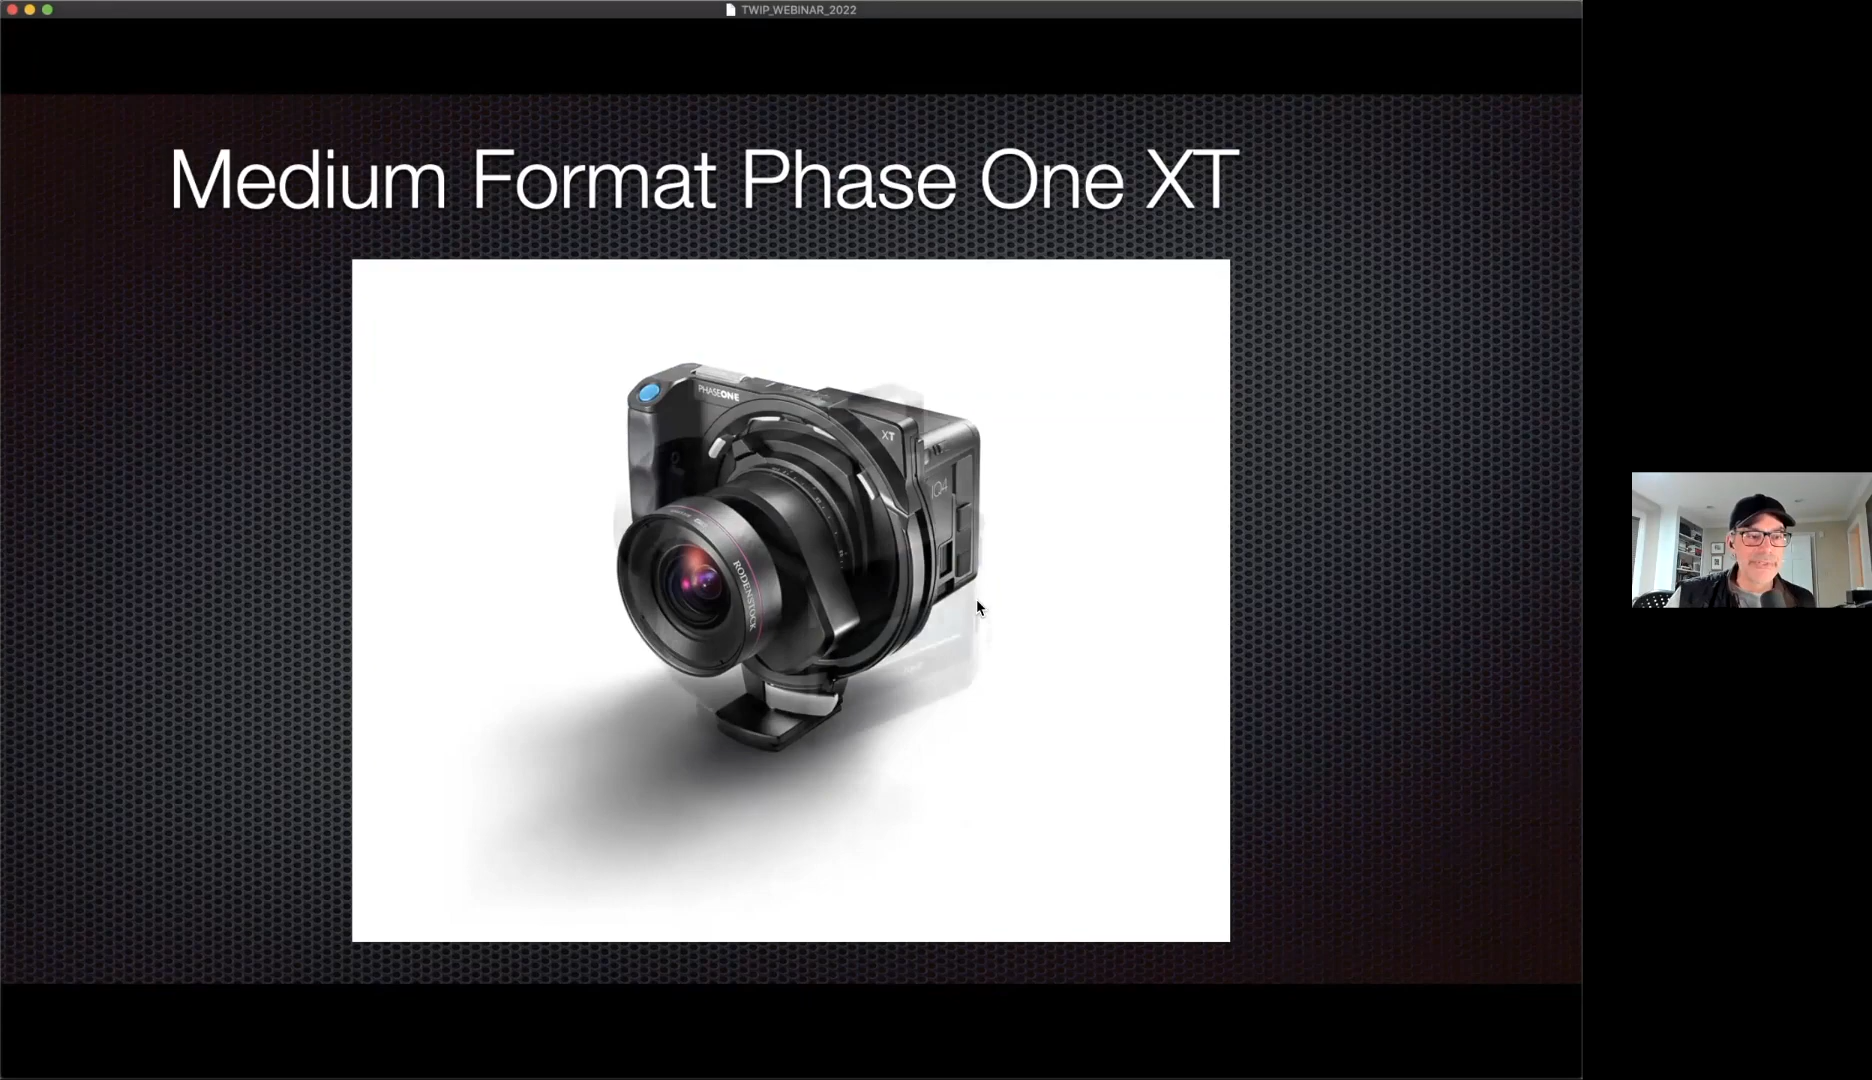 TWIP_WEBINAR_2022
Medium Format Phase One XT
PHASEONE
XT
IQ4
RODENSTOCK